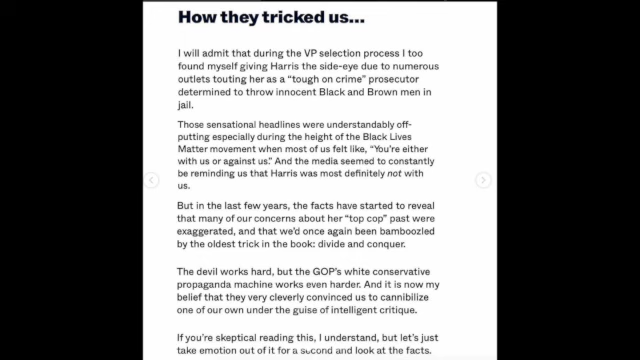 How they tricked us...
I will admit that during the VP selection process I too
found myself giving Harris the side-eye due to numerous
outlets touting her as a “tough on crime” prosecutor
determined to throw innocent Black and Brown men in
jail.
Those sensational headlines were understandably off-
putting especially during the height of the Black Lives
Matter movement when most of us felt like, “You’re either
with us or against us.” And the media seemed to constantly
be reminding us that Harris was most definitely not with
us.
But in the last few years, the facts have started to reveal
that many of our concerns about her “top cop” past were
exaggerated, and that we’d once again been bamboozled
by the oldest trick in the book: divide and conquer.
The devil works hard, but the GOP’s white conservative
propaganda machine works even harder. And it is now my
belief that they very cleverly convinced us to cannibilize
one of our own under the guise of intelligent critique.
If you’re skeptical reading this, I understand, but let’s just
take emotion out of it for a second and look at the facts.